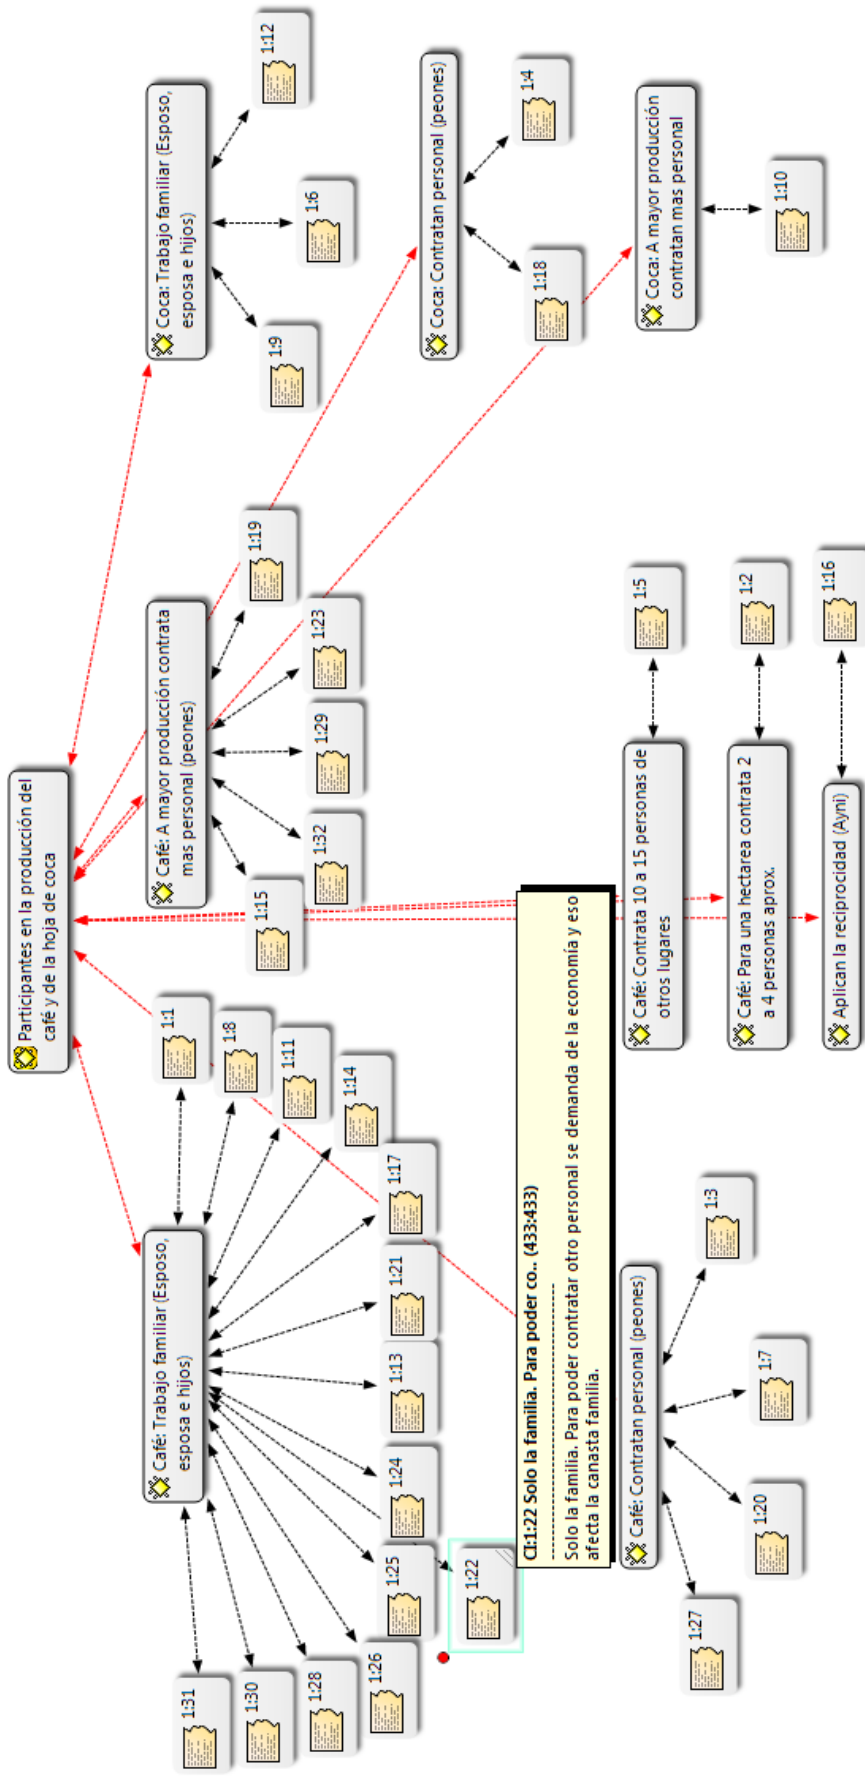 Participantes en la producción del
café y de la hoja de coca
Café: Trabajo familiar (Esposo,
esposa e hijos)
1:31
1:30
1:28
1:26
1:25
1:22
1:24
1:13
1:21
1:17
1:14
1:11
1:8
1:1
Café: A mayor producción contrata
mas personal (peones)
1:15
1:32
1:29
1:23
1:19
Coca: Trabajo familiar (Esposo,
esposa e hijos)
1:9
1:6
1:12
Coca: Contratan personal (peones)
1:18
1:4
Coca: A mayor producción
contratan mas personal
1:10
CI:1:22 Solo la familia. Para poder co.. (433:433)
Solo la familia. Para poder contratar otro personal se demanda de la economía y eso
afecta la canasta familia.
Café: Contratan personal (peones)
1:27
1:20
1:7
1:3
Café: Contrata 10 a 15 personas de
otros lugares
1:5
Café: Para una hectarea contrata 2
a 4 personas aprox.
1:2
Aplican la reciprocidad (Ayni)
1:16